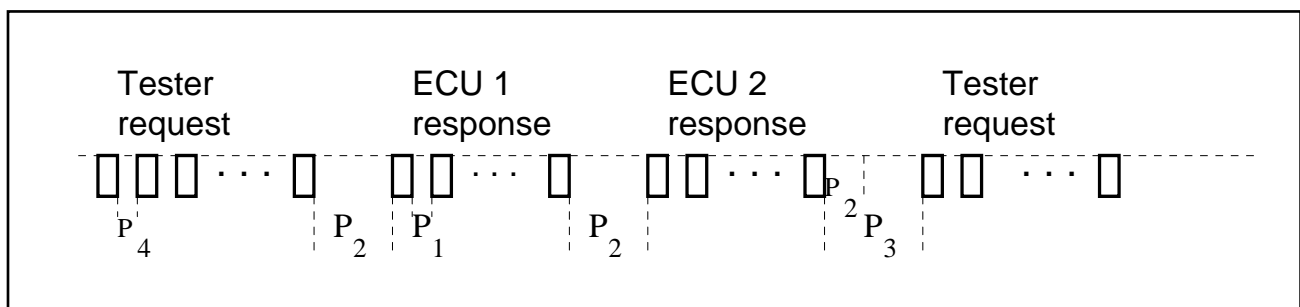 Tester
request
ECU 1
response
ECU 2
response
Tester
request
. . .
. . .
. . .
. . .
P4
P2
P1
P2
P2
P3